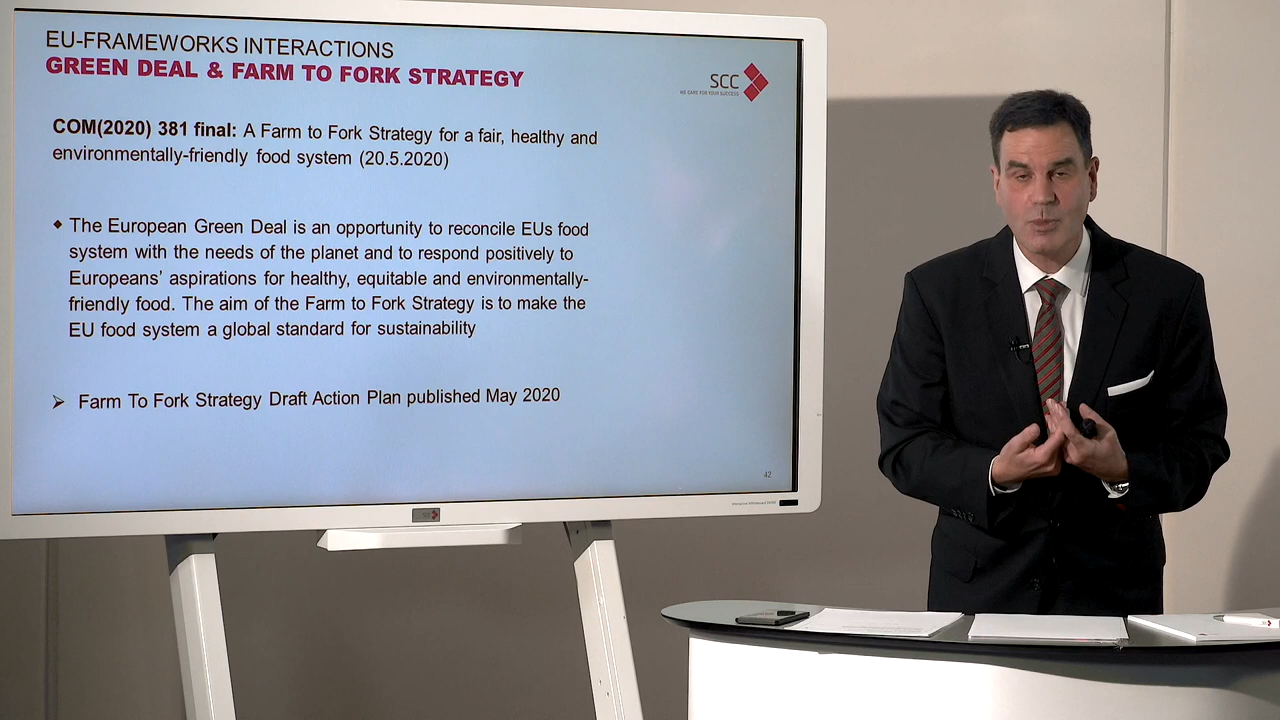 EU-FRAMEWORKS INTERACTIONS
GREEN DEAL & FARM TO FORK STRATEGY
SCC
WE CARE FOR YOUR SUCCESS
COM(2020) 381 final: A Farm to Fork Strategy for a fair, healthy and
environmentally-friendly food system (20.5.2020)
◆ The European Green Deal is an opportunity to reconcile EUs food
system with the needs of the planet and to respond positively to
Europeans’ aspirations for healthy, equitable and environmentally-
friendly food. The aim of the Farm to Fork Strategy is to make the
EU food system a global standard for sustainability
➢ Farm To Fork Strategy Draft Action Plan published May 2020
42